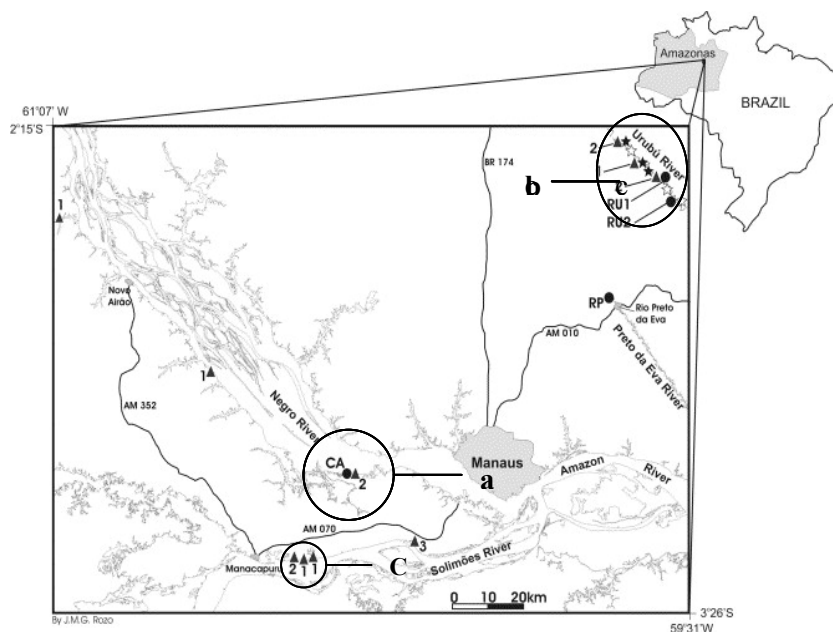 Amazonas
BRAZIL
61°07' W
2°15'S
Urubú River
2
1
BR 174
b
c
RU1
RU2
1
Novo
Airão
RP
Rio Preto
da Eva
AM 010
Preto da Eva River
1
AM 352
Negro River
CA
2
a
Manaus
Amazon River
AM 070
3
Solimões River
Manacapuru
2 1 1
C
0 10 20km
By J.M.G. Rozo
3°26S
59°31'W